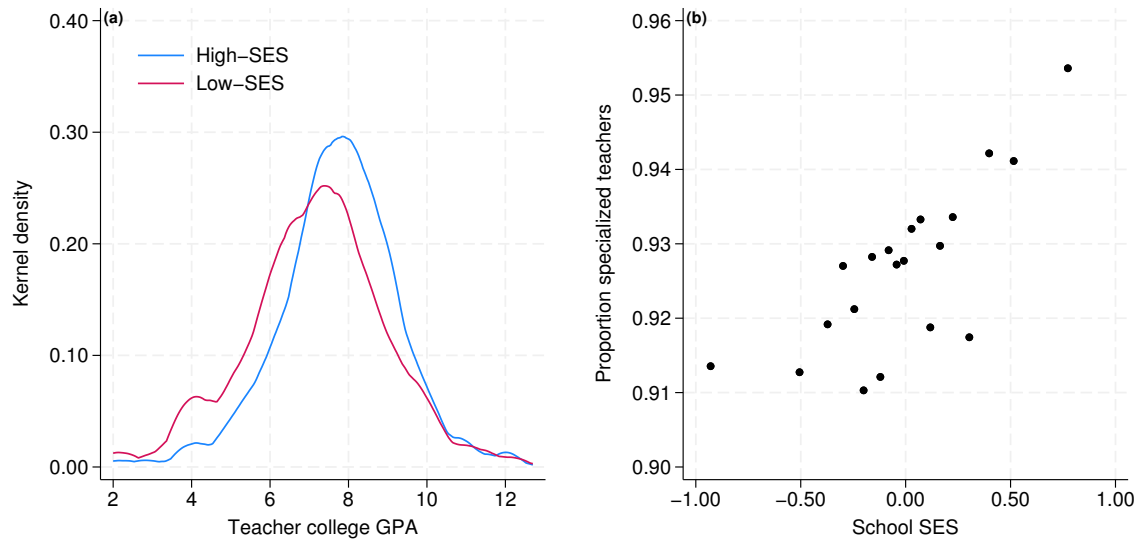 (a)
High−SES
Low−SES
Kernel density
0.40
0.30
0.20
0.10
0.00
2 4 6 8 10 12
Teacher college GPA
(b)
Proportion specialized teachers
0.96
0.95
0.94
0.93
0.92
0.91
0.90
−1.00 −0.50 0.00 0.50 1.00
School SES